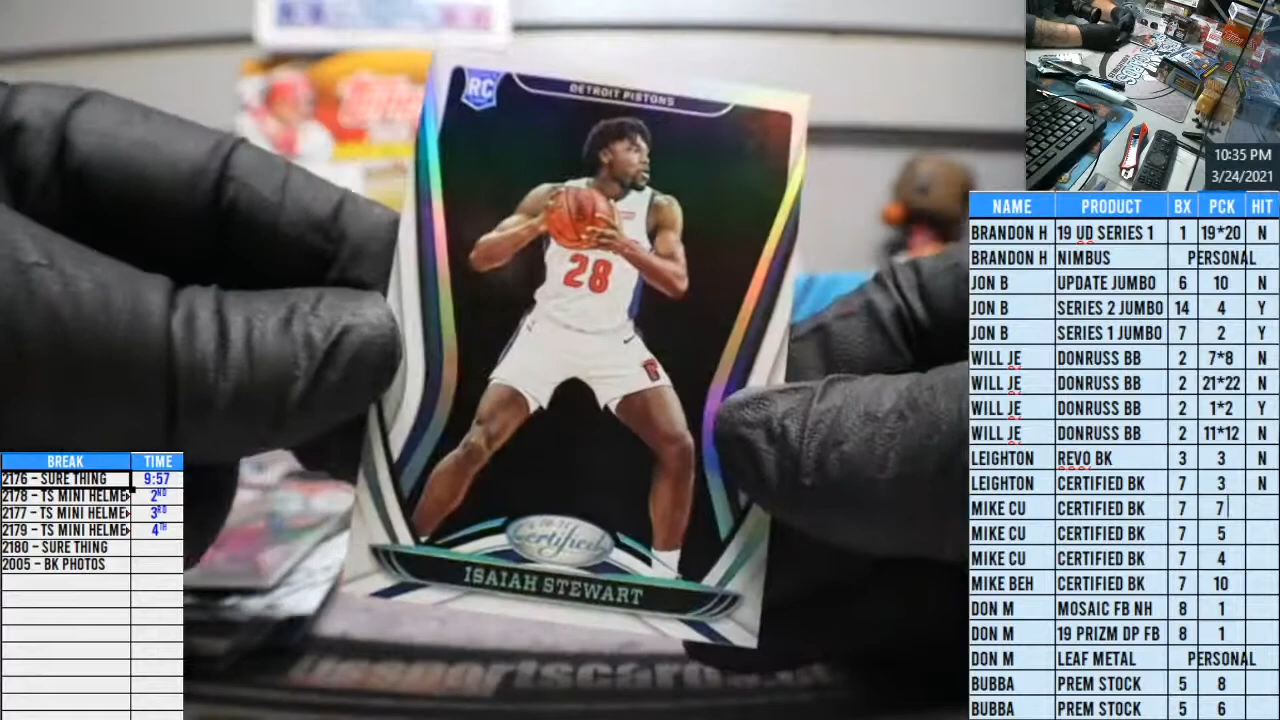 RC
DETROIT PISTONS
28
Certified
ISAIAH STEWART
10:35 PM
3/24/2021
NAME PRODUCT BX PCK HIT
BRANDON H 19 UD SERIES 1 1 19*20 N
BRANDON H NIMBUS PERSONAL
JON B UPDATE JUMBO 6 10 N
JON B SERIES 2 JUMBO 14 4 Y
JON B SERIES 1 JUMBO 7 2 Y
WILL JE DONRUSS BB 2 7*8 N
WILL JE DONRUSS BB 2 21*22 N
WILL JE DONRUSS BB 2 1*2 Y
WILL JE DONRUSS BB 2 11*12 N
LEIGHTON REVO BK 3 3 N
LEIGHTON CERTIFIED BK 7 3 N
MIKE CU CERTIFIED BK 7 7
MIKE CU CERTIFIED BK 7 5
MIKE CU CERTIFIED BK 7 4
MIKE BEH CERTIFIED BK 7 10
DON M MOSAIC FB NH 8 1
DON M 19 PRIZM DP FB 8 1
DON M LEAF METAL PERSONAL
BUBBA PREM STOCK 5 8
BUBBA PREM STOCK 5 6
BREAK TIME
2176 - SURE THING 9:57
2178 - TS MINI HELME 2ND
2177 - TS MINI HELME 3RD
2179 - TS MINI HELME 4TH
2180 - SURE THING
2005 - BK PHOTOS